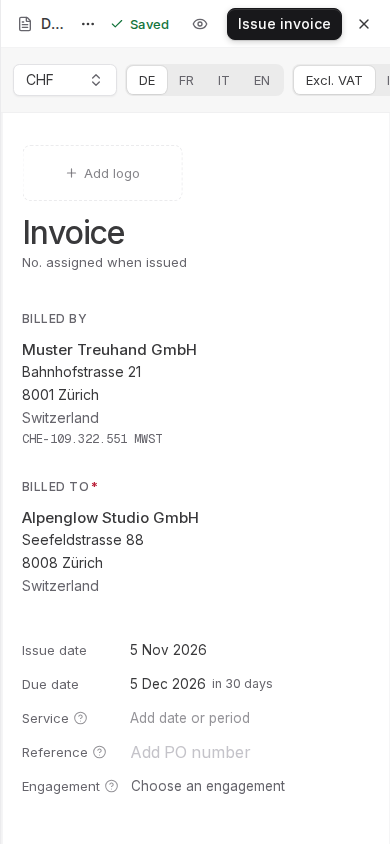 D... ... Saved Issue invoice
CHF DE FR IT EN Excl. VAT
Add logo
Invoice
No. assigned when issued
BILLED BY
Muster Treuhand GmbH
Bahnhofstrasse 21
8001 Zürich
Switzerland
CHE-109.322.551 MWST
BILLED TO*
Alpenglow Studio GmbH
Seefeldstrasse 88
8008 Zürich
Switzerland
Issue date 5 Nov 2026
Due date 5 Dec 2026 in 30 days
Service Add date or period
Reference Add PO number
Engagement Choose an engagement